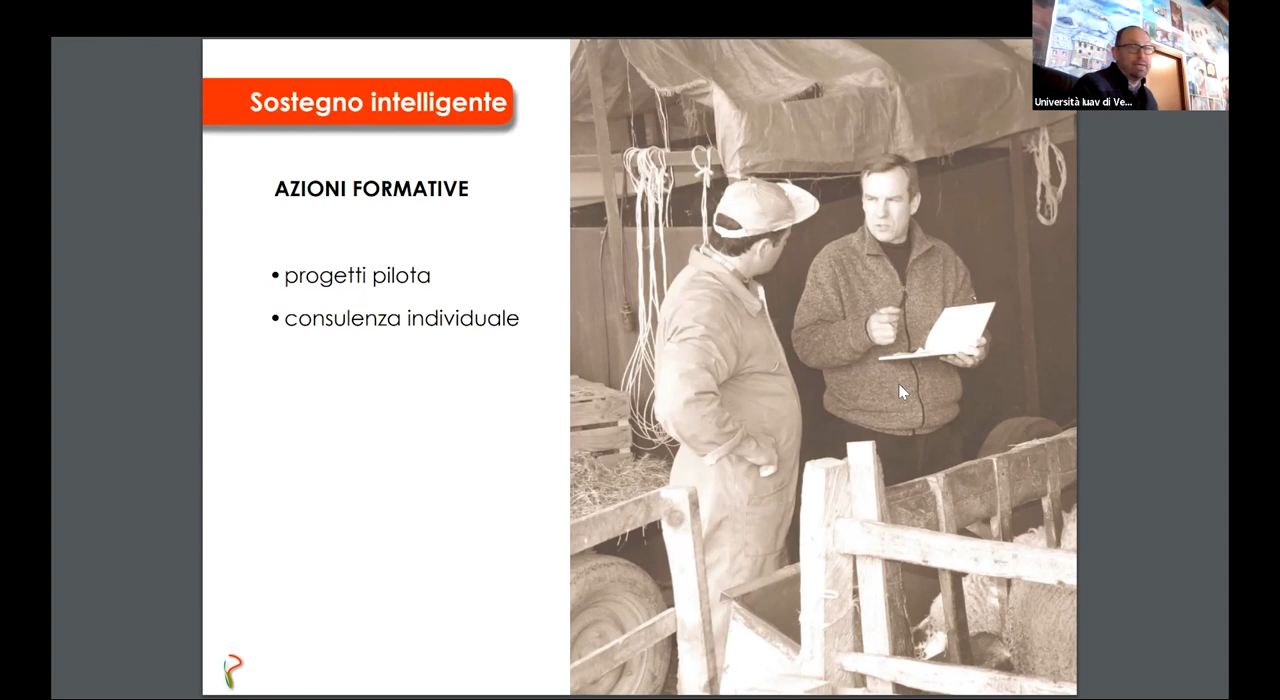 Sostegno intelligente
AZIONI FORMATIVE
• progetti pilota
• consulenza individuale
Università Iuav di Ve...